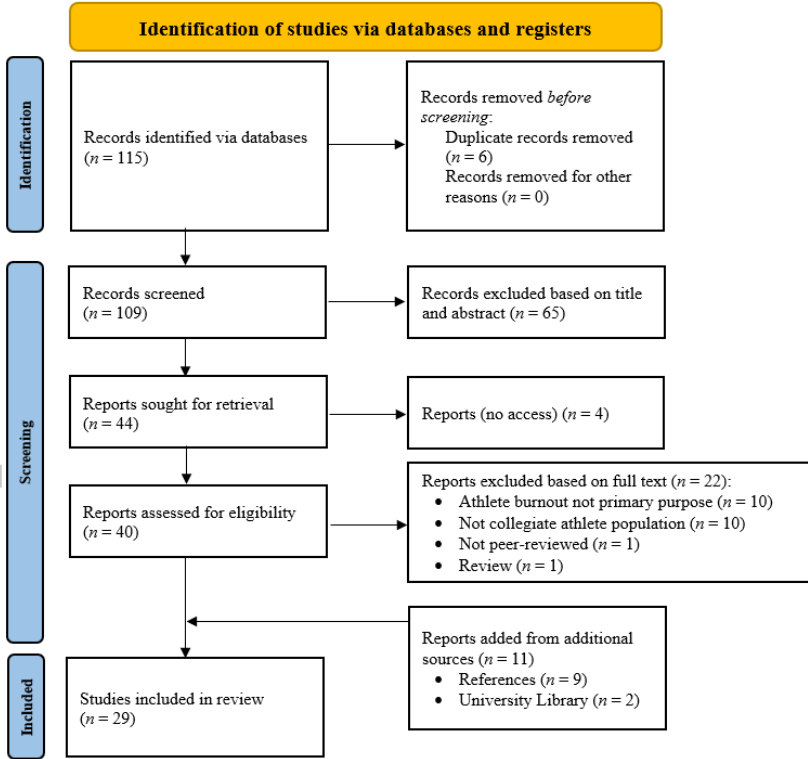 Identification of studies via databases and registers
Identification
Records identified via databases
(n = 115)
Records removed before
screening:
Duplicate records removed
(n = 6)
Records removed for other
reasons (n = 0)
Screening
Records screened
(n = 109)
Records excluded based on title
and abstract (n = 65)
Reports sought for retrieval
(n = 44)
Reports (no access) (n = 4)
Reports assessed for eligibility
(n = 40)
Reports excluded based on full text (n = 22):
• Athlete burnout not primary purpose (n = 10)
• Not collegiate athlete population (n = 10)
• Not peer-reviewed (n = 1)
• Review (n = 1)
Reports added from additional
sources (n = 11)
• References (n = 9)
• University Library (n = 2)
Included
Studies included in review
(n = 29)